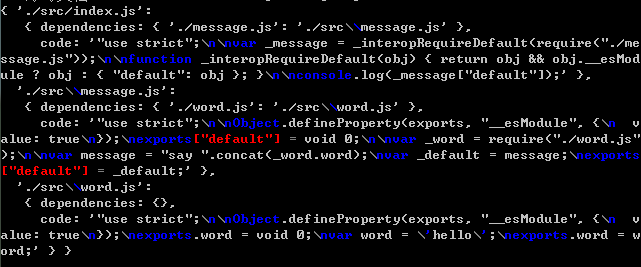 { './src/index.js':
{ dependencies: { './message.js': './src\\message.js' },
code: '"use strict";\n\nvar _message = _interopRequireDefault(require("./me
ssage.js"));\n\nfunction _interopRequireDefault(obj) { return obj && obj.__esMod
ule ? obj : { "default": obj }; }\n\nconsole.log(_message["default"]);' },
'./src\\message.js':
{ dependencies: { './word.js': './src\\word.js' },
code: '"use strict";\n\nObject.defineProperty(exports, "__esModule", {\n  v
alue: true\n});\nexports["default"] = void 0;\n\nvar _word = require("./word.js"
);\n\nvar message = "say ".concat(_word.word);\nvar _default = message;\nexports
["default"] = _default;' },
'./src\\word.js':
{ dependencies: {},
code: '"use strict";\n\nObject.defineProperty(exports, "__esModule", {\n  v
alue: true\n});\nexports.word = void 0;\nvar word = \'hello\';\nexports.word = w
ord;' } }